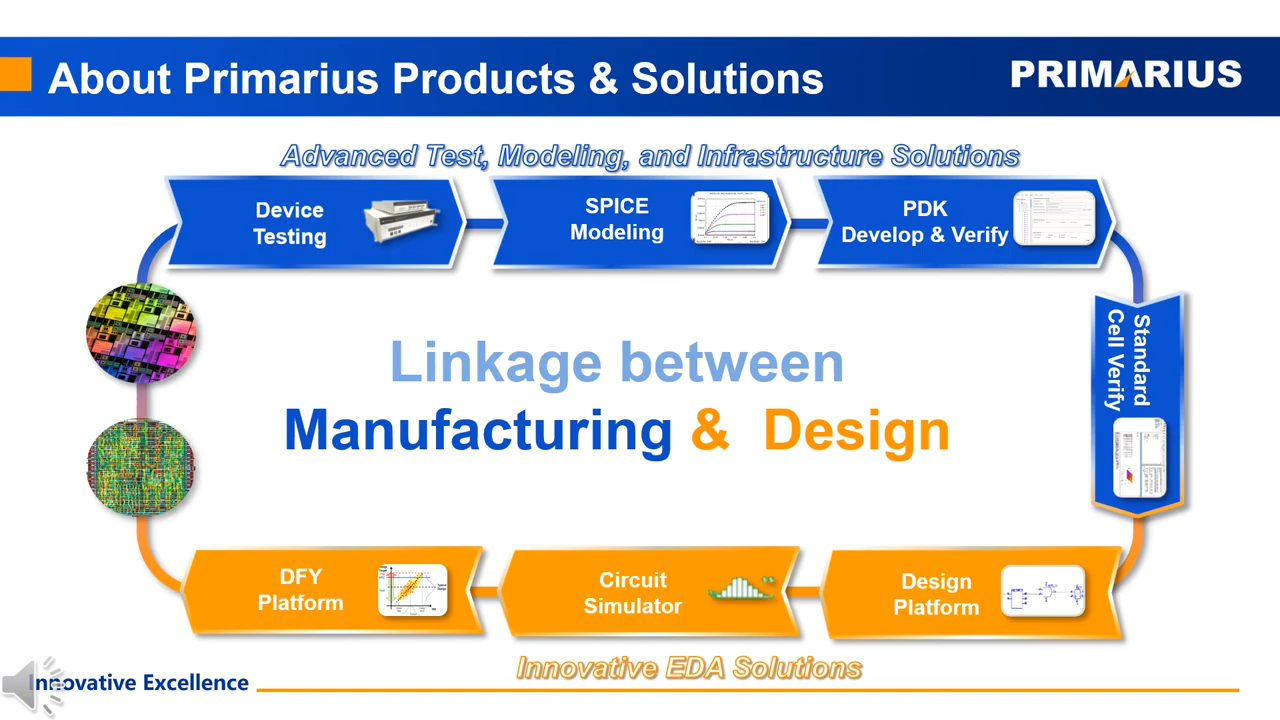 About Primarius Products & Solutions
PRIMARIUS
Advanced Test, Modeling, and Infrastructure Solutions
Device
Testing
SPICE
Modeling
PDK
Develop & Verify
Standard
Cell Verify
Linkage between
Manufacturing & Design
DFY
Platform
Circuit
Simulator
Design
Platform
Innovative EDA Solutions
Innovative Excellence